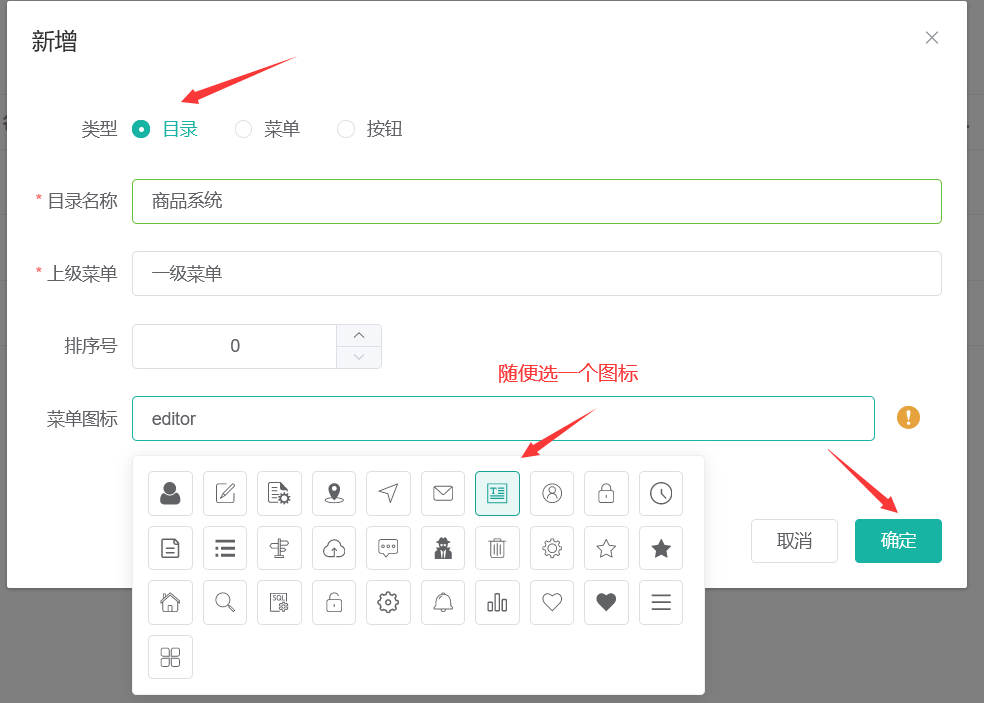 新增
类型 目录 菜单 按钮
* 目录名称 商品系统
* 上级菜单 一级菜单
排序号 0
随便选一个图标
菜单图标 editor
取消 确定
SQL